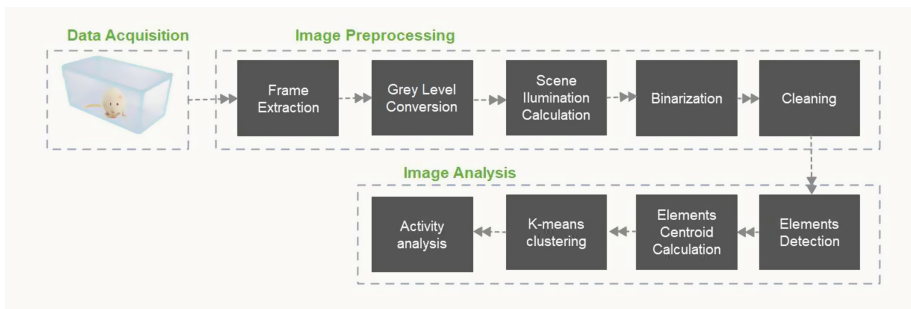 Data Acquisition
Image Preprocessing
Frame
Extraction
Grey Level
Conversion
Scene
Ilumination
Calculation
Binarization
Cleaning
Image Analysis
Activity
analysis
K-means
clustering
Elements
Centroid
Calculation
Elements
Detection